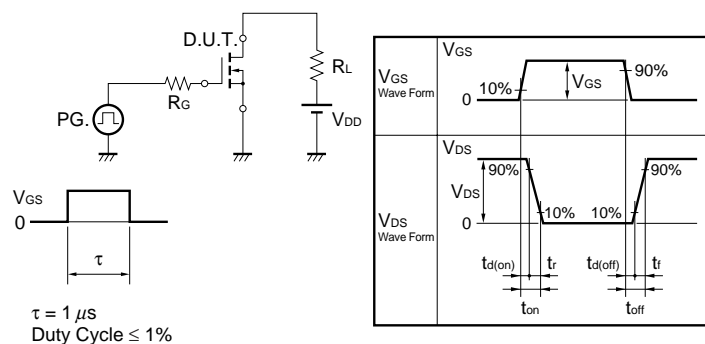 D.U.T.
RL
RG
PG.
VDD
VGS
0
τ
τ = 1 μs
Duty Cycle ≤ 1%
VGS
Wave Form
VGS
10%
VGS
90%
0
VDS
Wave Form
VDS
90%
VDS
10%
10%
90%
0
td(on)
tr
td(off)
tf
ton
toff